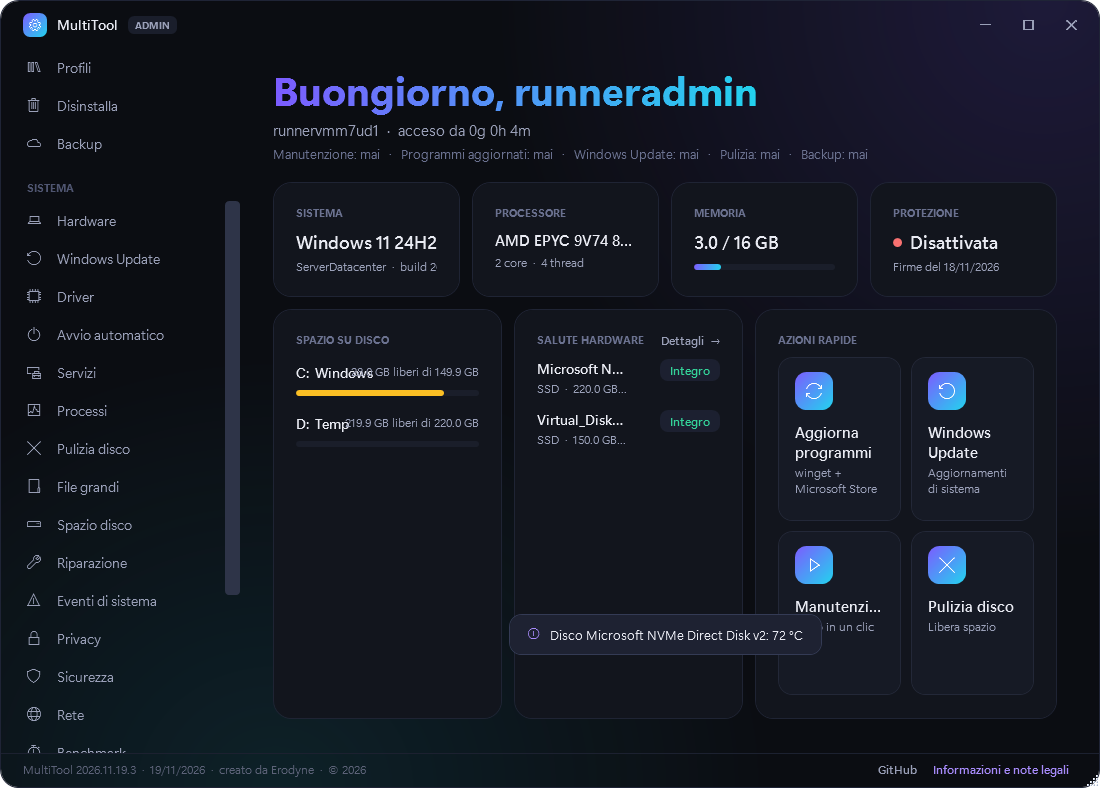 MultiTool ADMIN
Profili
Disinstalla
Backup
SISTEMA
Hardware
Windows Update
Driver
Avvio automatico
Servizi
Processi
Pulizia disco
File grandi
Spazio disco
Riparazione
Eventi di sistema
Privacy
Sicurezza
Rete
Benchmark
Buongiorno, runneradmin
runnervmm7ud1 · acceso da 0g 0h 4m
Manutenzione: mai · Programmi aggiornati: mai · Windows Update: mai · Pulizia: mai · Backup: mai
SISTEMA
Windows 11 24H2
ServerDatacenter · build
PROCESSORE
AMD EPYC 9V74 8...
2 core · 4 thread
MEMORIA
3.0 / 16 GB
PROTEZIONE
Disattivata
Firme del 18/11/2026
SPAZIO SU DISCO
C: Windows GB liberi di 149.9 GB
D: Temp 219.9 GB liberi di 220.0 GB
SALUTE HARDWARE Dettagli →
Microsoft N... Integro
SSD · 220.0 GB...
Virtual_Disk... Integro
SSD · 150.0 GB...
AZIONI RAPIDE
Aggiorna
programmi
winget +
Microsoft Store
Windows
Update
Aggiornamenti
di sistema
Manutenzi...
in un clic
Pulizia disco
Libera spazio
Disco Microsoft NVMe Direct Disk v2: 72 °C
MultiTool 2026.11.19.3 · 19/11/2026 · creato da Erodyne · © 2026
GitHub Informazioni e note legali